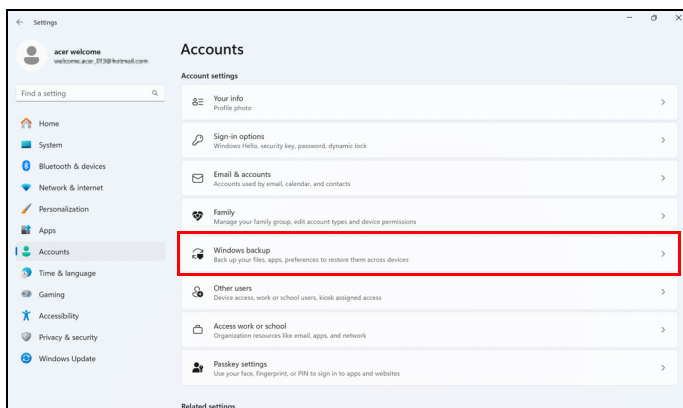 Settings
acer welcome
welcome.acer_015@hotmail.com
Find a setting
Home
System
Bluetooth & devices
Network & internet
Personalization
Apps
Accounts
Time & language
Gaming
Accessibility
Privacy & security
Windows Update
Accounts
Account settings
Your info
Profile photo
Sign-in options
Windows Hello, security key, password, dynamic lock
Email & accounts
Accounts used by email, calendar, and contacts
Family
Manage your family group, edit account types and device permissions
Windows backup
Back up your files, apps, preferences to restore them across devices
Other users
Device access, work or school users, kiosk assigned access
Access work or school
Organization resources like email, apps, and network
Passkey settings
Use your face, fingerprint, or PIN to sign in to apps and websites
Related settings